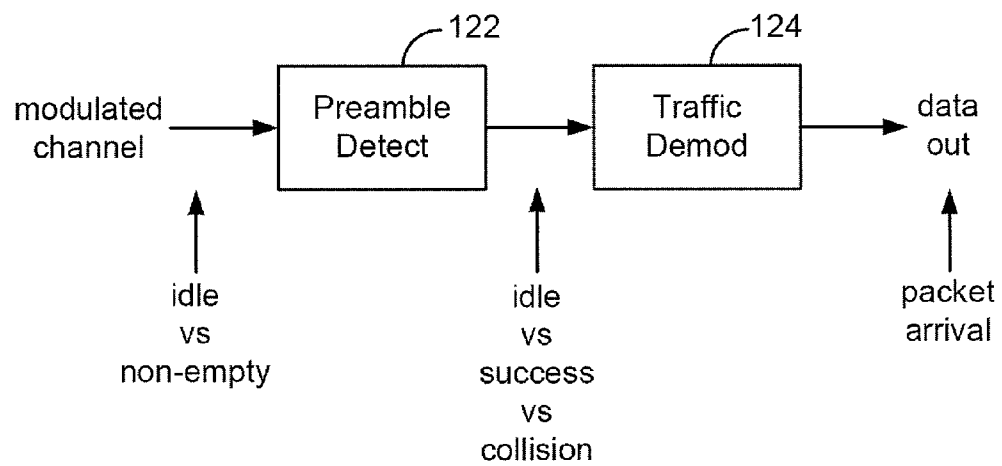 122
124
modulated
channel
Preamble
Detect
Traffic
Demod
data
out
idle
vs
non-empty
idle
vs
success
vs
collision
packet
arrival